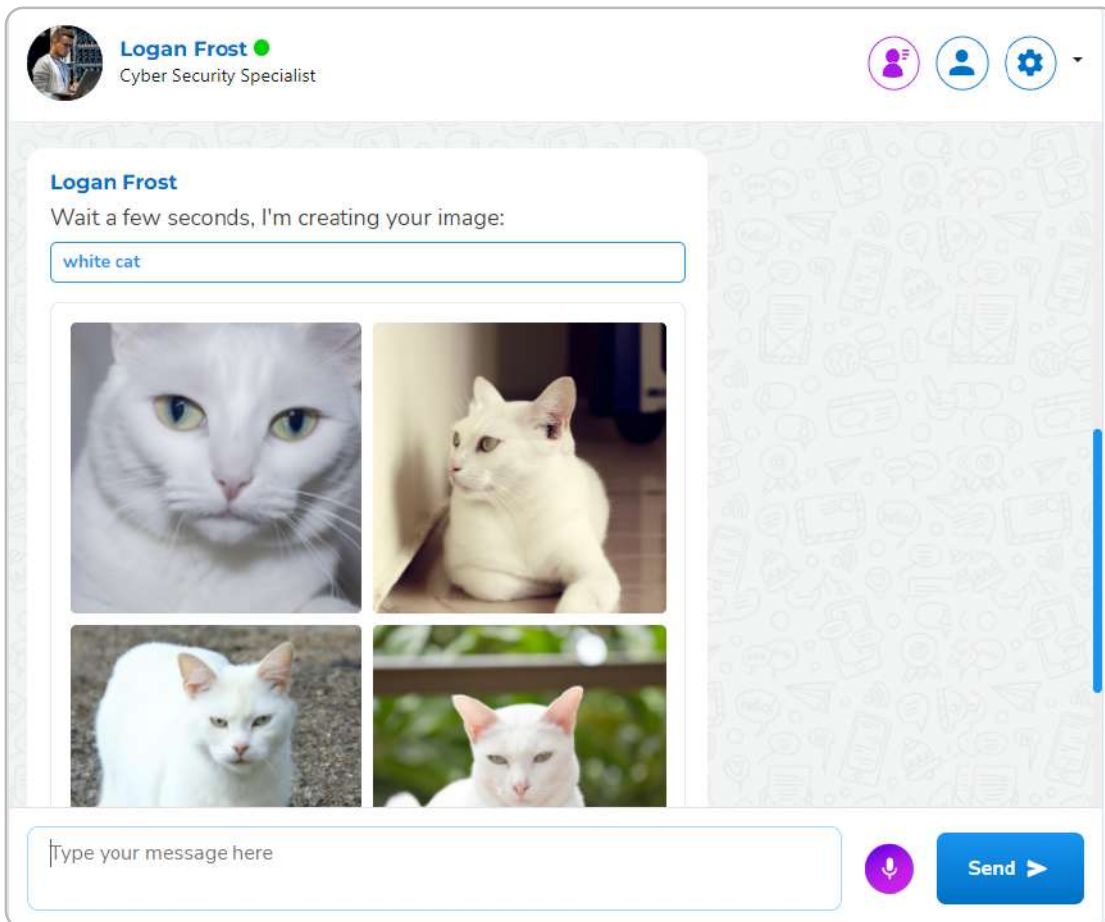 Logan Frost
Cyber Security Specialist
Logan Frost
Wait a few seconds, I'm creating your image:
white cat
Type your message here
Send